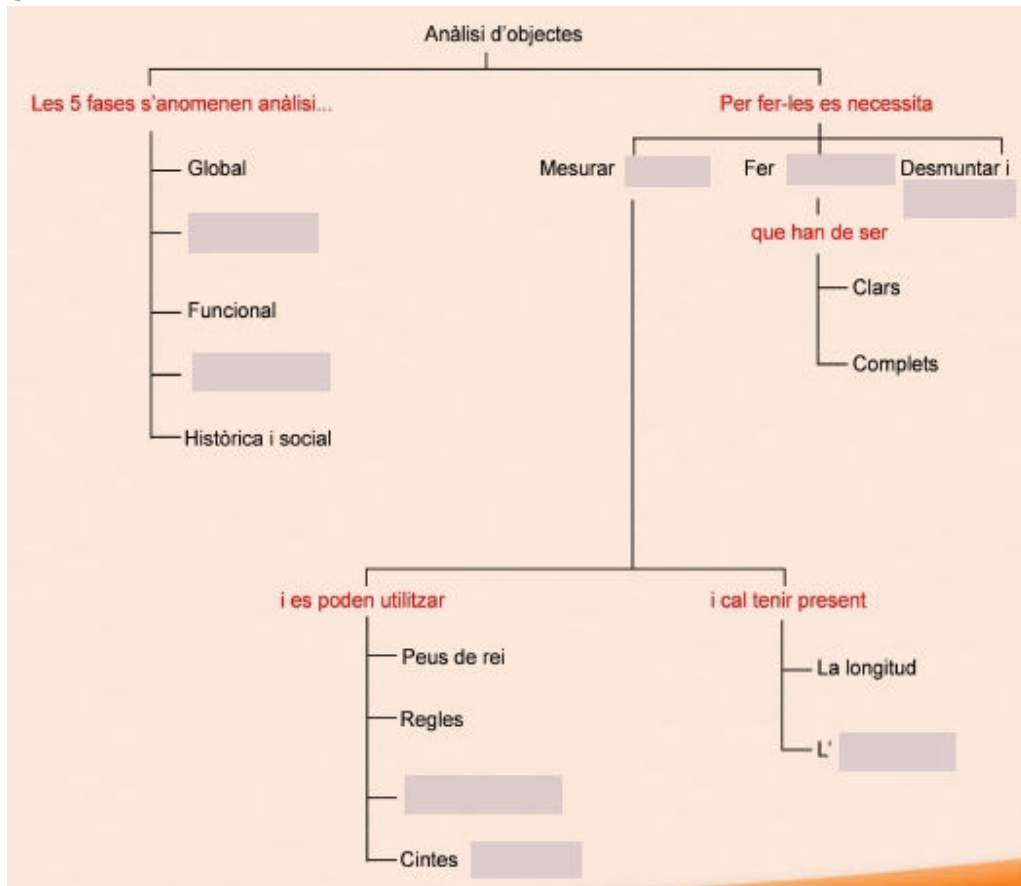 Anàlisi d'objectes
Les 5 fases s'anomenen anàlisi...
Per fer-les es necessita
Global
Mesurar
Fer
Desmuntar i
que han de ser
Clars
Funcional
Complets
Històrica i social
i es poden utilitzar
i cal tenir present
Peus de rei
La longitud
Regles
L'
Cintes